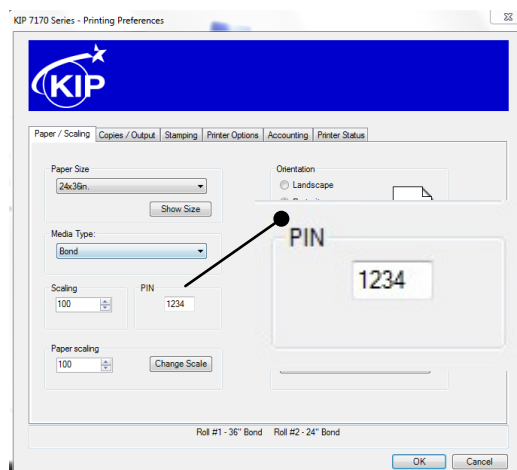 KIP 7170 Series - Printing Preferences
KIP
Paper / Scaling Copies / Output Stamping Printer Options Accounting Printer Status
Paper Size
24x36in.
Show Size
Orientation
Landscape
Media Type:
Bond
PIN
1234
Scaling
100
PIN
1234
Paper scaling
100
Change Scale
Roll #1 - 36" Bond Roll #2 - 24" Bond
OK Cancel